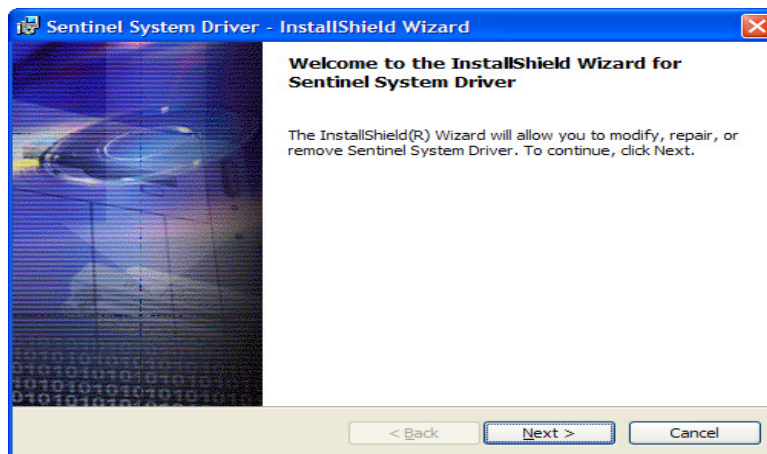 Sentinel System Driver - InstallShield Wizard
Welcome to the InstallShield Wizard for
Sentinel System Driver
The InstallShield(R) Wizard will allow you to modify, repair, or
remove Sentinel System Driver. To continue, click Next.
< Back
Next >
Cancel